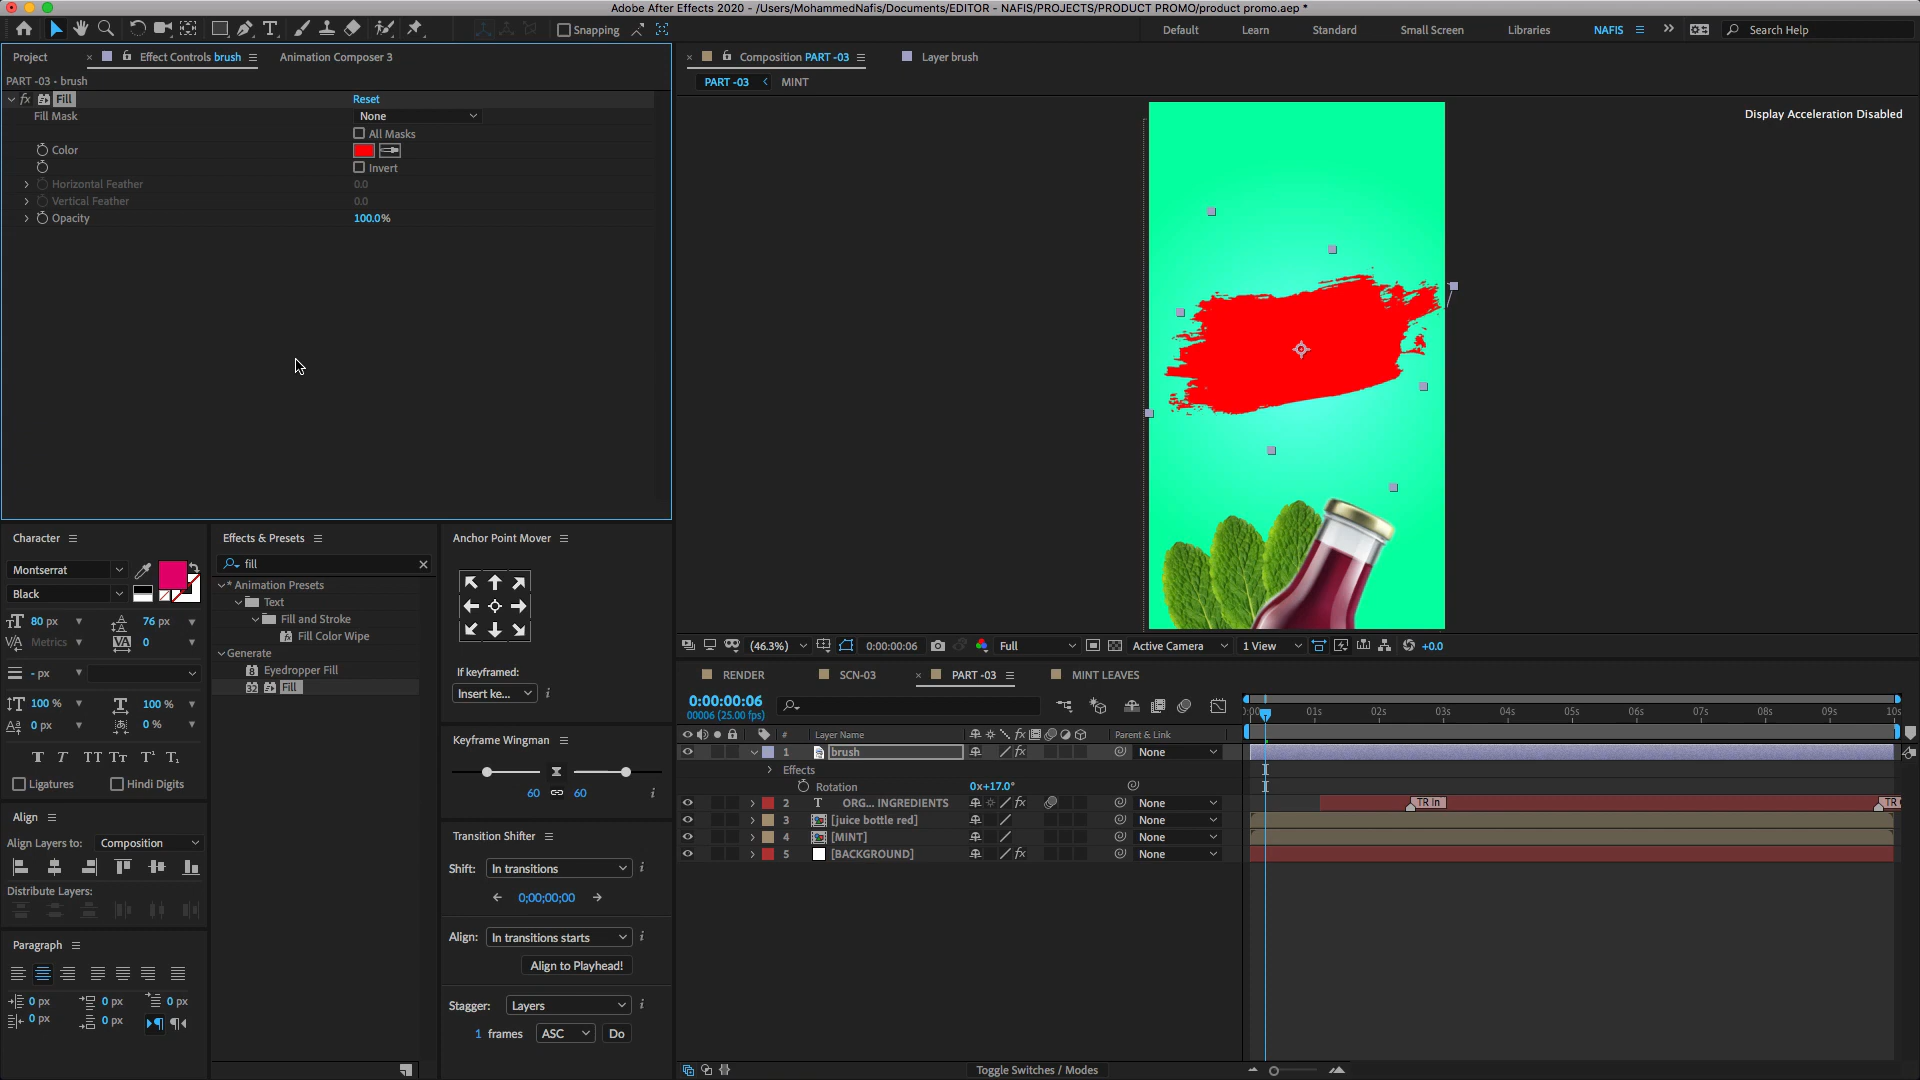 Adobe After Effects 2020 - /Users/MohammedNafis/Documents/EDITOR - NAFIS/PROJECTS/PRODUCT PROMO/product promo.aep *
Snapping
Default
Learn
Standard
Small Screen
Libraries
NAFIS
Search Help
Project
Effect Controls brush
Animation Composer 3
Composition PART -03
Layer brush
PART -03 - brush
PART -03
MINT
fx Fill
Reset
Display Acceleration Disabled
Fill Mask
None
All Masks
Color
Invert
Horizontal Feather
0.0
Vertical Feather
0.0
Opacity
100.0%
Character
Effects & Presets
Anchor Point Mover
Montserrat
fill
Black
* Animation Presets
Text
80 px
76 px
Fill and Stroke
Metrics
0
Fill Color Wipe
Generate
- px
Eyedropper Fill
If keyframed:
Fill
Insert ke...
100 %
100 %
0 px
0 %
(46.3%)
0:00:00:06
Full
Active Camera
1 View
+0.0
RENDER
SCN-03
PART -03
MINT LEAVES
0:00:00:06
00006 (25.00 fps)
:00
01s
02s
03s
04s
05s
06s
07s
08s
09s
10s
Keyframe Wingman
#
Layer Name
Parent & Link
1
brush
None
Effects
Rotation
0x+17.0°
60
60
2
T
ORG... INGREDIENTS
None
TR In
3
[juice bottle red]
None
4
[MINT]
None
5
[BACKGROUND]
None
Ligatures
Hindi Digits
Align
Transition Shifter
Align Layers to:
Composition
Shift:
In transitions
Distribute Layers:
0;00;00;00
Align:
In transitions starts
Paragraph
Align to Playhead!
0 px
0 px
0 px
0 px
0 px
Stagger:
Layers
1 frames
ASC
Do
Toggle Switches / Modes